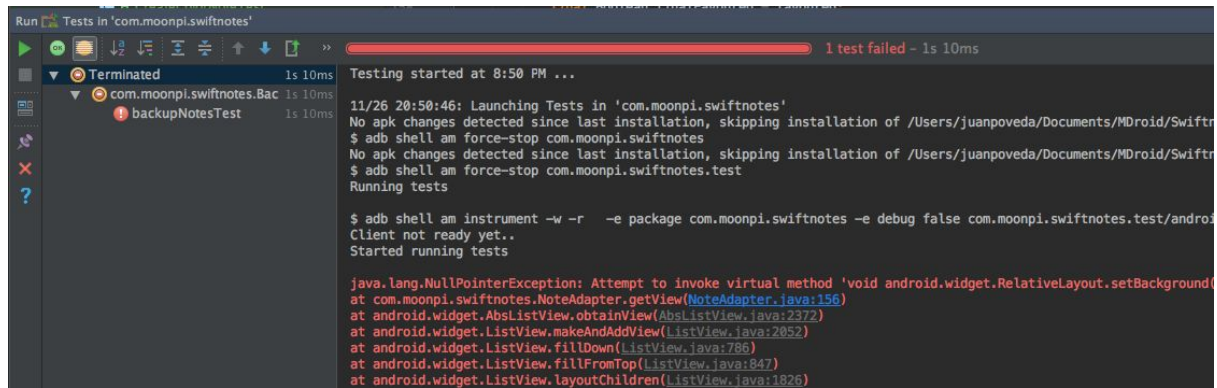 Run Tests in 'com.moonpi.swiftnotes'
1 test failed – 1s 10ms
Terminated 1s 10ms
com.moonpi.swiftnotes.Bac 1s 10ms
backupNotesTest 1s 10ms
Testing started at 8:50 PM ...
11/26 20:50:46: Launching Tests in 'com.moonpi.swiftnotes'
No apk changes detected since last installation, skipping installation of /Users/juanpoveda/Documents/MDroid/Swiftn
$ adb shell am force-stop com.moonpi.swiftnotes
No apk changes detected since last installation, skipping installation of /Users/juanpoveda/Documents/MDroid/Swiftn
$ adb shell am force-stop com.moonpi.swiftnotes.test
Running tests
$ adb shell am instrument -w -r   -e package com.moonpi.swiftnotes -e debug false com.moonpi.swiftnotes.test/androi
Client not ready yet..
Started running tests
java.lang.NullPointerException: Attempt to invoke virtual method 'void android.widget.RelativeLayout.setBackground(
at com.moonpi.swiftnotes.NoteAdapter.getView(NoteAdapter.java:156)
at android.widget.AbsListView.obtainView(AbsListView.java:2372)
at android.widget.ListView.makeAndAddView(ListView.java:2052)
at android.widget.ListView.fillDown(ListView.java:786)
at android.widget.ListView.fillFromTop(ListView.java:847)
at android.widget.ListView.layoutChildren(ListView.java:1826)